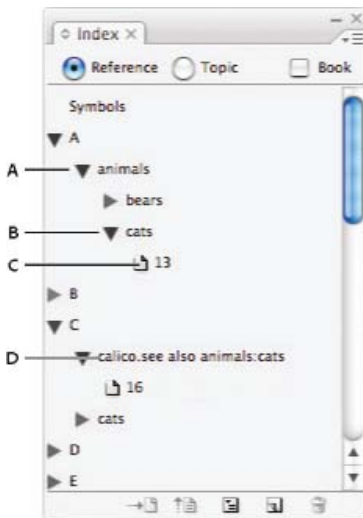 Index ×
Reference Topic Book
Symbols
A
A animals
bears
B cats
C 13
B
C
D calico.see also animals:cats
16
cats
D
E